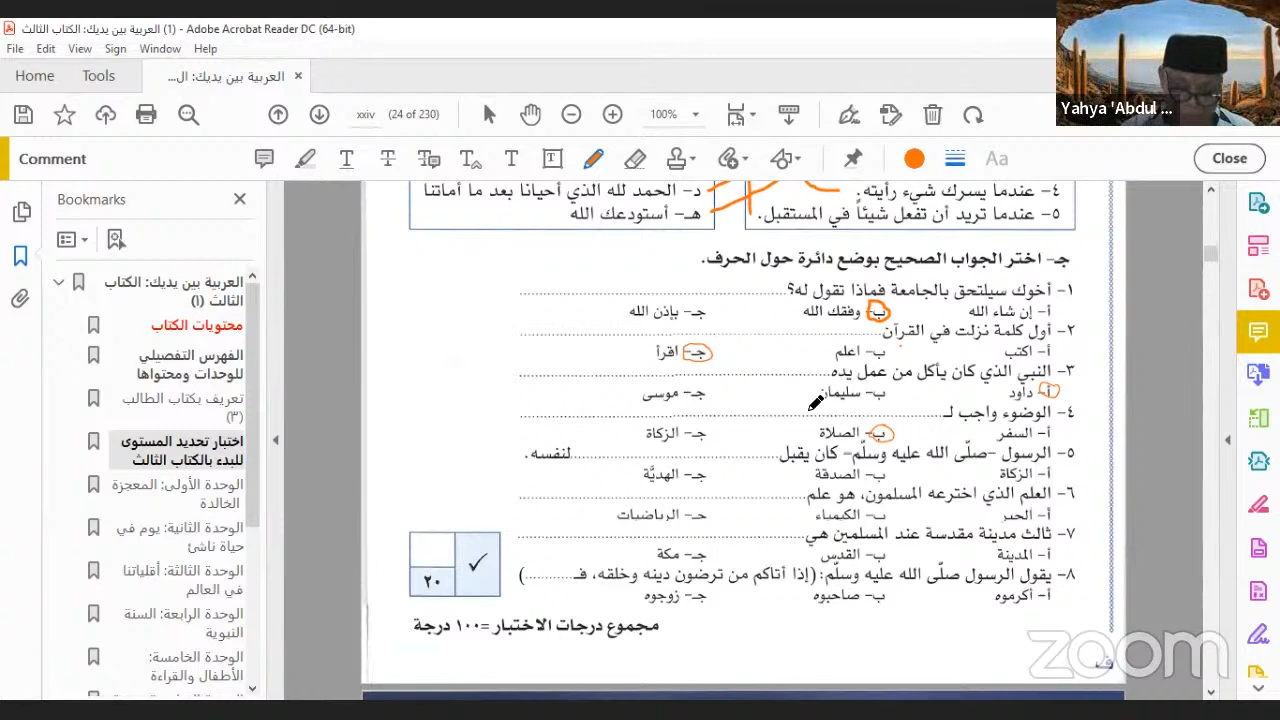 العربية بين يديك: الكتاب الثالث (1) - Adobe Acrobat Reader DC (64-bit)
File Edit View Sign Window Help
Home Tools العربية بين يديك: ال... ×
xxiv (24 of 230) 100%
Comment Close
Bookmarks
العربية بين يديك: الكتاب
الثالث (١)
محتويات الكتاب
الفهرس التفصيلي
للوحدات ومحتواها
تعريف بكتاب الطالب
(٣)
اختبار تحديد المستوى
للبدء بالكتاب الثالث
الوحدة الأولى: المعجزة
الخالدة
الوحدة الثانية: يوم في
حياة ناشئ
الوحدة الثالثة: أقلياتنا
في العالم
الوحدة الرابعة: السنة
النبوية
الوحدة الخامسة:
الأطفال والقراءة
٤- عندما يسرك شيء رأيته. د- الحمد لله الذي أحيانا بعد ما أماتنا
٥- عندما تريد أن تفعل شيئاً في المستقبل. هـ- أستودعك الله
جـ- اختر الجواب الصحيح بوضع دائرة حول الحرف.
١- أخوك سيلتحق بالجامعة فماذا تقول له؟ ..............
أ- إن شاء الله ب- وفقك الله جـ- بإذن الله
٢- أول كلمة نزلت في القرآن..............
أ- اكتب ب- اعلم جـ- اقرأ
٣- النبي الذي كان يأكل من عمل يده..............
أ- داود ب- سليمان جـ- موسى
٤- الوضوء واجب لـ..............
أ- السفر ب- الصلاة جـ- الزكاة
٥- الرسول -صلّى الله عليه وسلّم- كان يقبل..............لنفسه.
أ- الزكاة ب- الصدقة جـ- الهديَّة
٦- العلم الذي اخترعه المسلمون، هو علم..............
أ- الجبر ب- الكيمياء جـ- الرياضيات
٧- ثالث مدينة مقدسة عند المسلمين هي..............
أ- المدينة ب- القدس جـ- مكة
٨- يقول الرسول صلّى الله عليه وسلّم: (إذا أتاكم من ترضون دينه وخلقه، فـ............)
أ- أكرموه ب- صاحبوه جـ- زوجوه
٢٠
مجموع درجات الاختبار =١٠٠ درجة
ف
Yahya 'Abdul ...
zoom